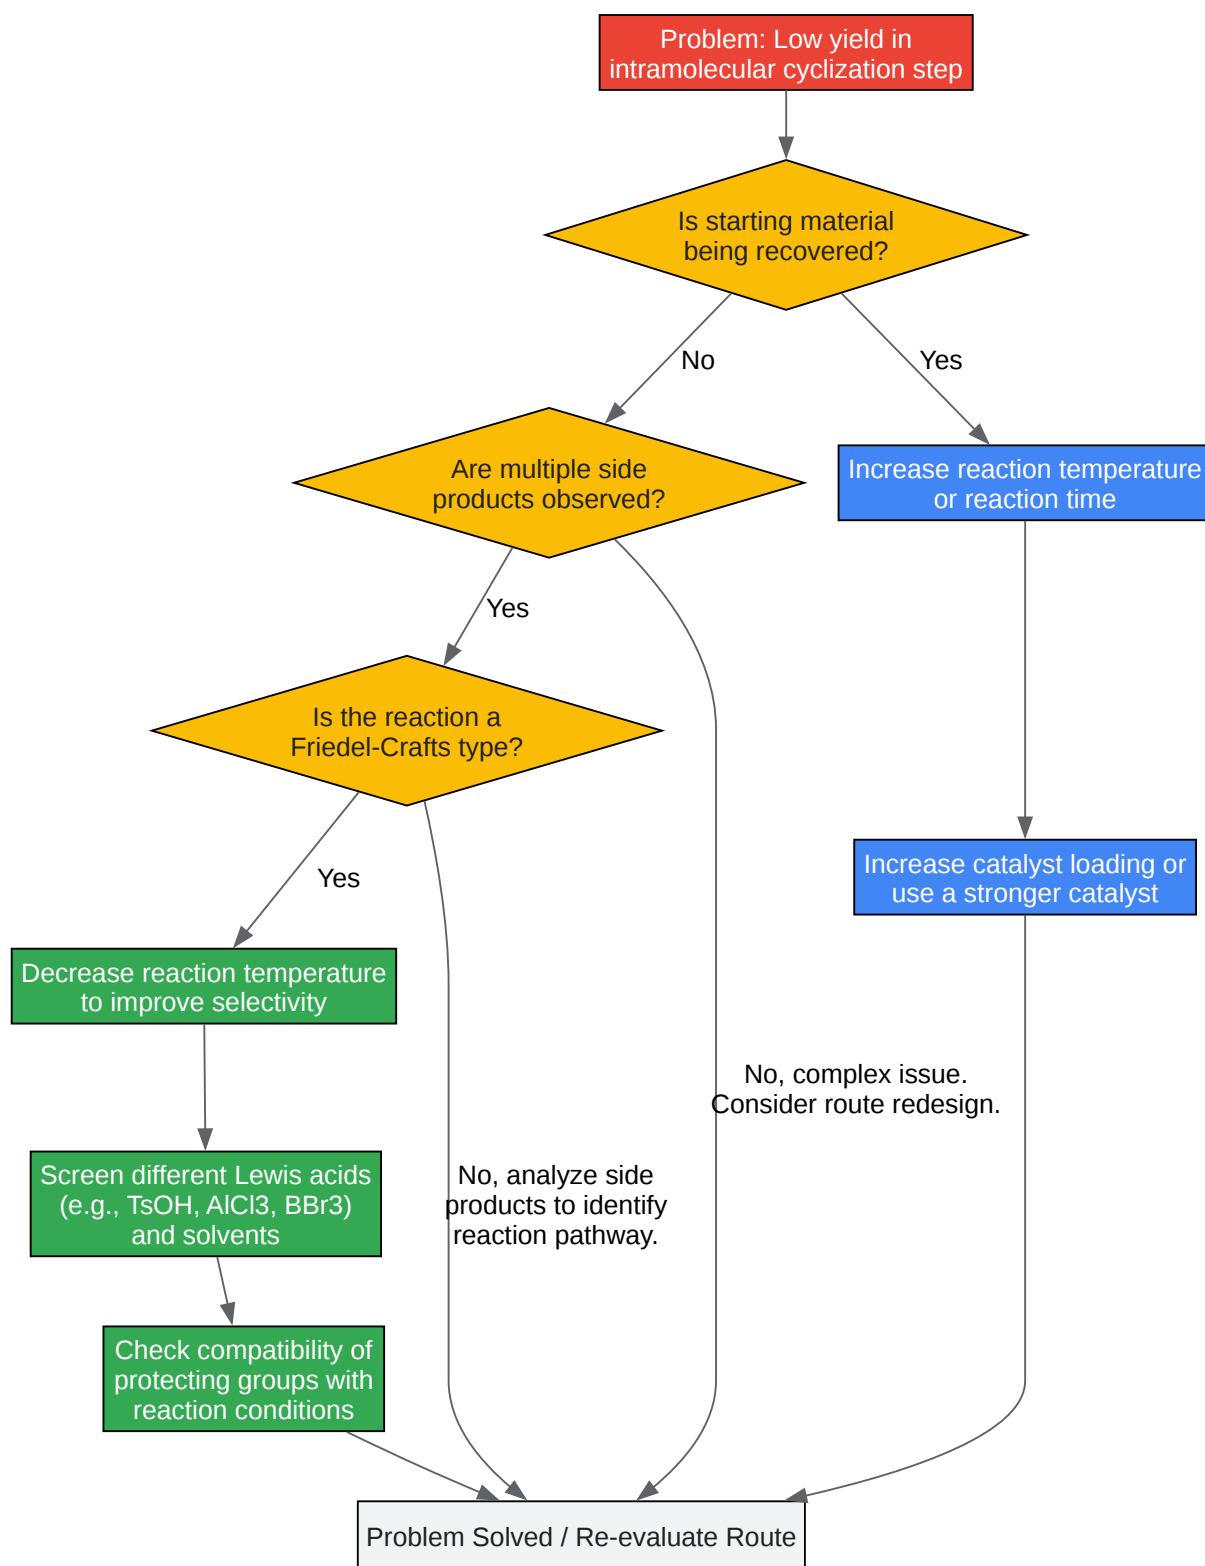 Problem: Low yield in
intramolecular cyclization step
Is starting material
being recovered?
No
Yes
Are multiple side
products observed?
Increase reaction temperature
or reaction time
Yes
Is the reaction a
Friedel-Crafts type?
Yes
Increase catalyst loading or
use a stronger catalyst
Decrease reaction temperature
to improve selectivity
No, complex issue.
Consider route redesign.
Screen different Lewis acids
(e.g., TsOH, AlCl3, BBr3)
and solvents
No, analyze side
products to identify
reaction pathway.
Check compatibility of
protecting groups with
reaction conditions
Problem Solved / Re-evaluate Route